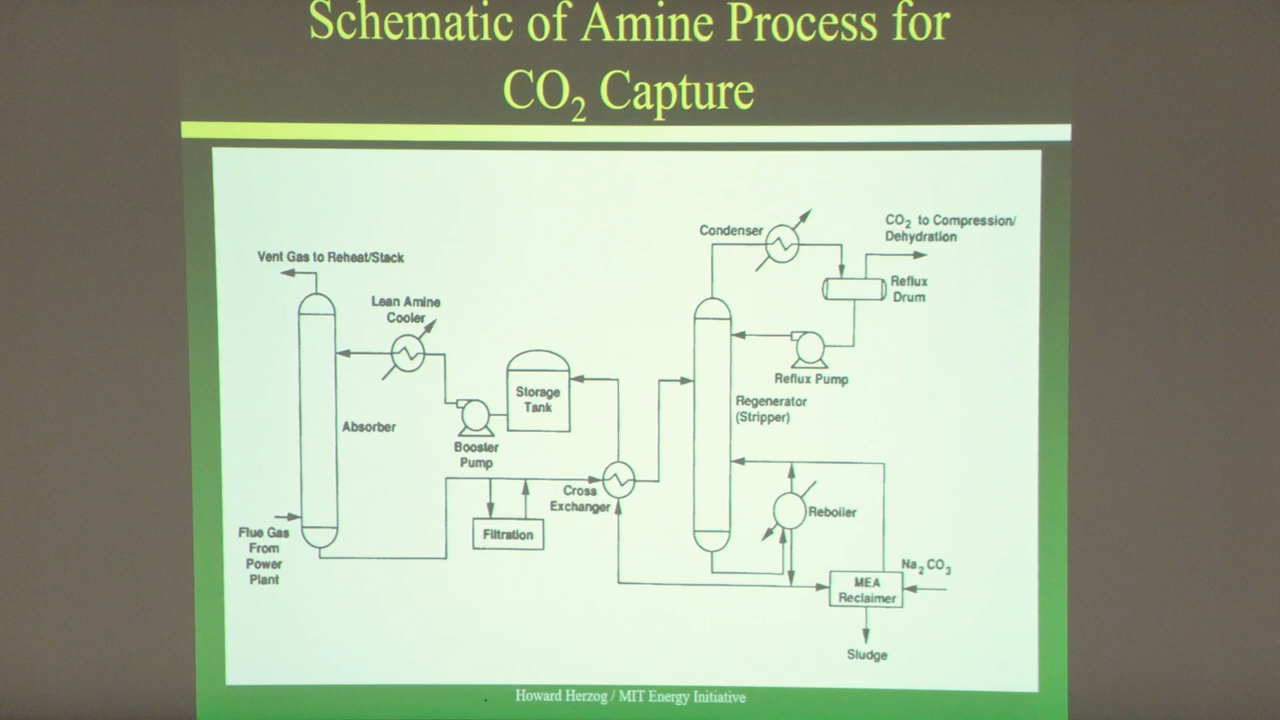 Schematic of Amine Process for
CO₂ Capture
Vent Gas to Reheat/Stack
Lean Amine
Cooler
Absorber
Flue Gas
From
Power
Plant
Booster
Pump
Storage
Tank
Filtration
Cross
Exchanger
Condenser
CO₂ to Compression/
Dehydration
Reflux
Drum
Reflux Pump
Regenerator
(Stripper)
Reboiler
Na₂CO₃
MEA
Reclaimer
Sludge
Howard Herzog / MIT Energy Initiative